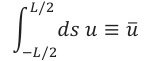 ∫_{-L/2}^{L/2} ds u ≡ ū